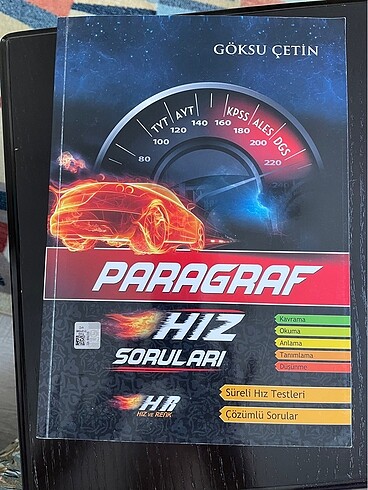 GÖKSU ÇETİN
TYT AYT KPSS ALES DGS
80 100 120 140 160 180 200 220
PARAGRAF
HIZ
SORULARI
Kavrama
Okuma
Anlama
Tanımlama
Düşünme
HR
HIZ VE RENK
Süreli Hız Testleri
Çözümlü Sorular